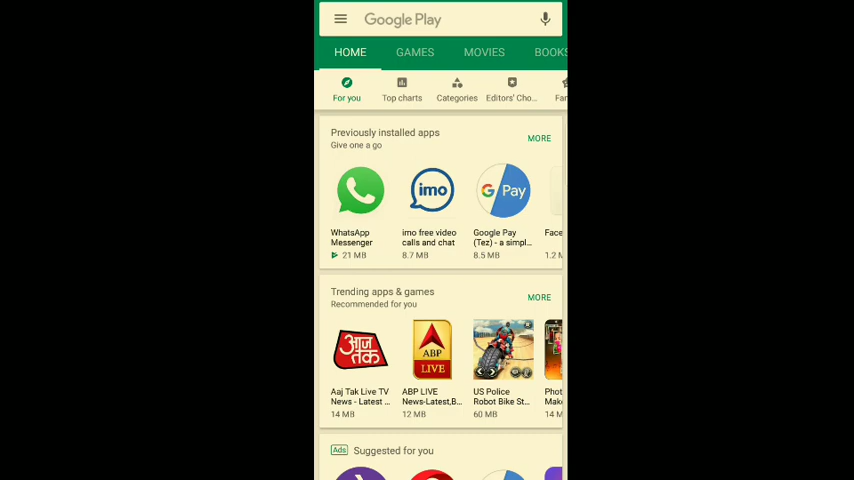 Google Play
HOME GAMES MOVIES BOOKS
For you Top charts Categories Editors' Cho...
Previously installed apps
MORE
Give one a go
imo
G Pay
WhatsApp Messenger
imo free video calls and chat
Google Pay (Tez) - a simpl...
21 MB 8.7 MB 8.5 MB
Trending apps & games
MORE
Recommended for you
आज तक
ABP LIVE
Aaj Tak Live TV News - Latest ...
ABP LIVE News-Latest,B...
US Police Robot Bike St...
14 MB 12 MB 60 MB
Ads Suggested for you